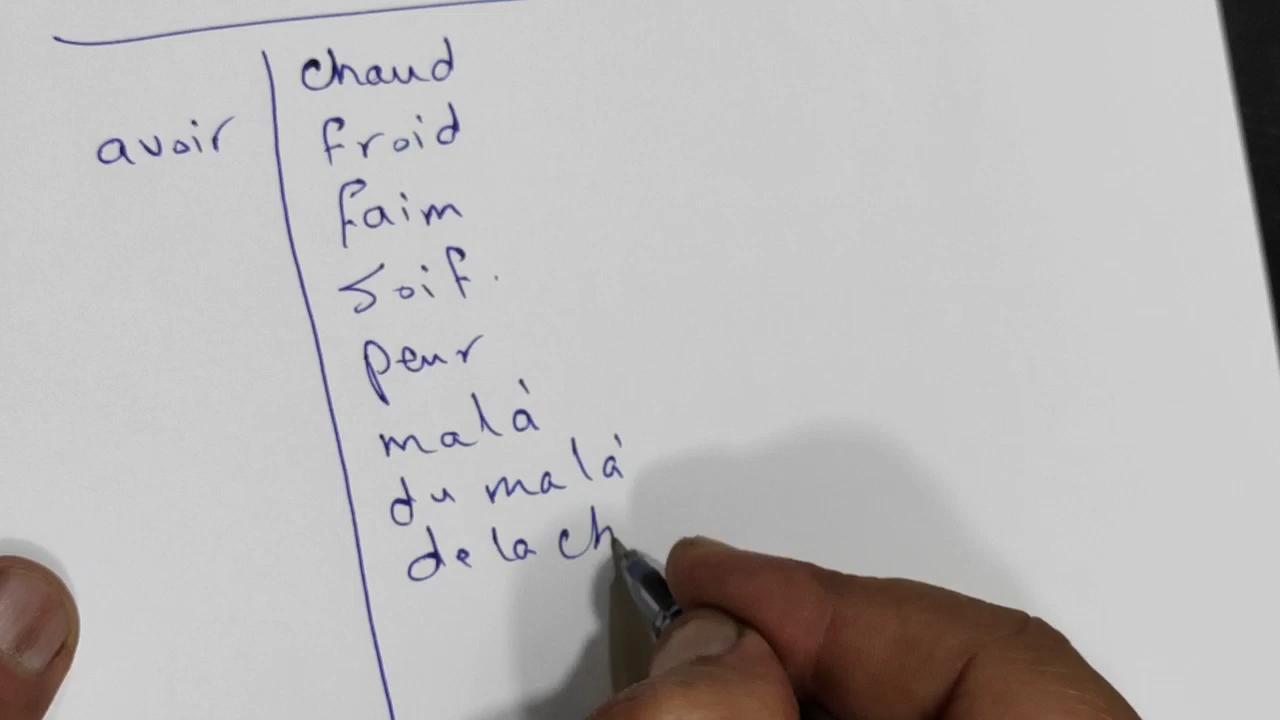 chaud
avoir froid
faim
soif.
peur
mal à
du mal à
de la ch